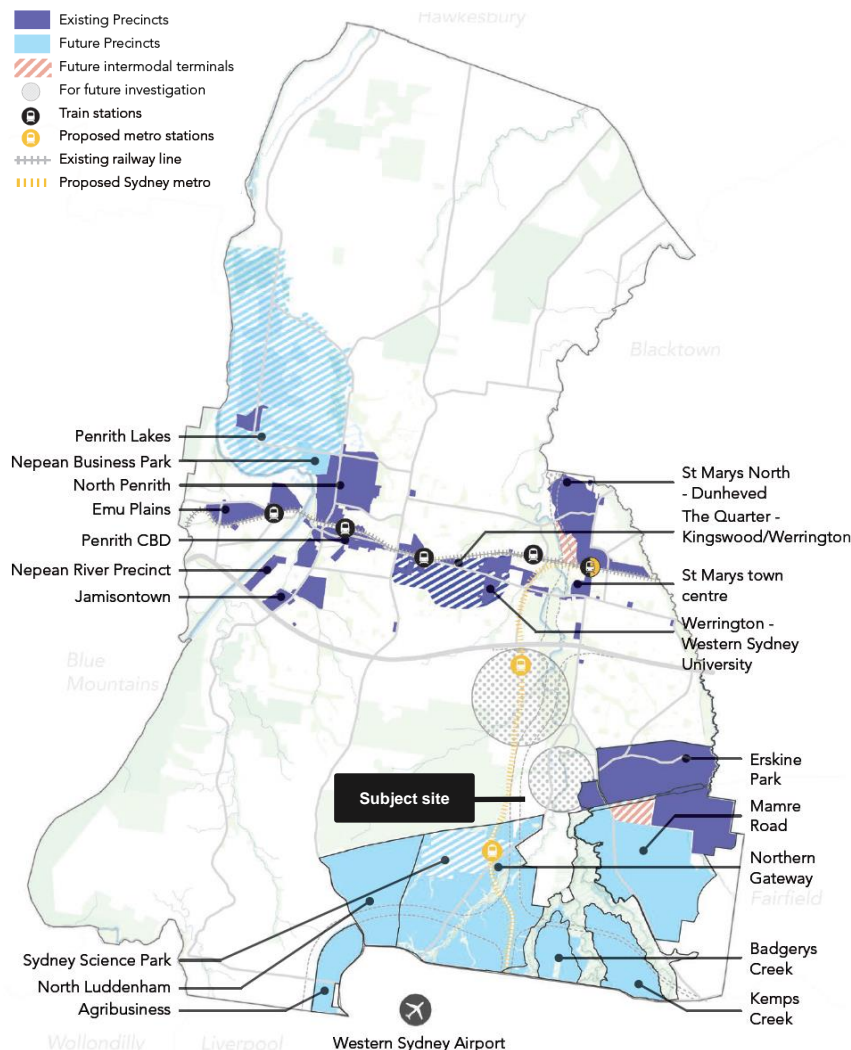 Hawkesbury
Existing Precincts
Future Precincts
Future intermodal terminals
For future investigation
Train stations
Proposed metro stations
Existing railway line
Proposed Sydney metro
Blacktown
Penrith Lakes
Nepean Business Park
North Penrith
Emu Plains
Penrith CBD
Nepean River Precinct
Jamisontown
St Marys North
- Dunheved
The Quarter -
Kingswood/Werrington
St Marys town
centre
Werrington -
Western Sydney
University
Blue
Mountains
Subject site
Erskine
Park
Mamre
Road
Northern
Gateway
Fairfield
Badgerys
Creek
Kemps
Creek
Sydney Science Park
North Luddenham
Agribusiness
Wollondilly
Liverpool
Western Sydney Airport